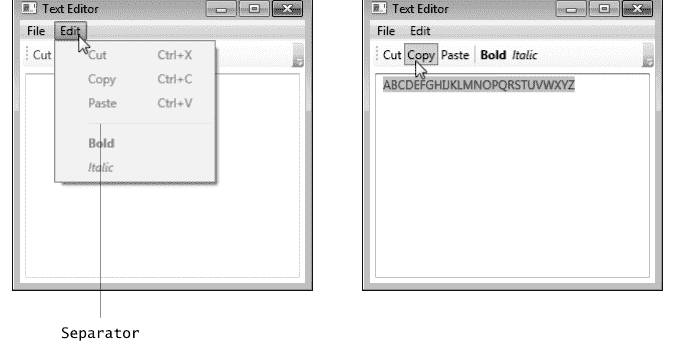 Text Editor
File Edit
Cut
Cut Ctrl+X
Copy Ctrl+C
Paste Ctrl+V
Bold
Italic
Separator
Text Editor
File Edit
Cut Copy Paste Bold Italic
ABCDEFGHIJKLMNOPQRSTUVWXYZ